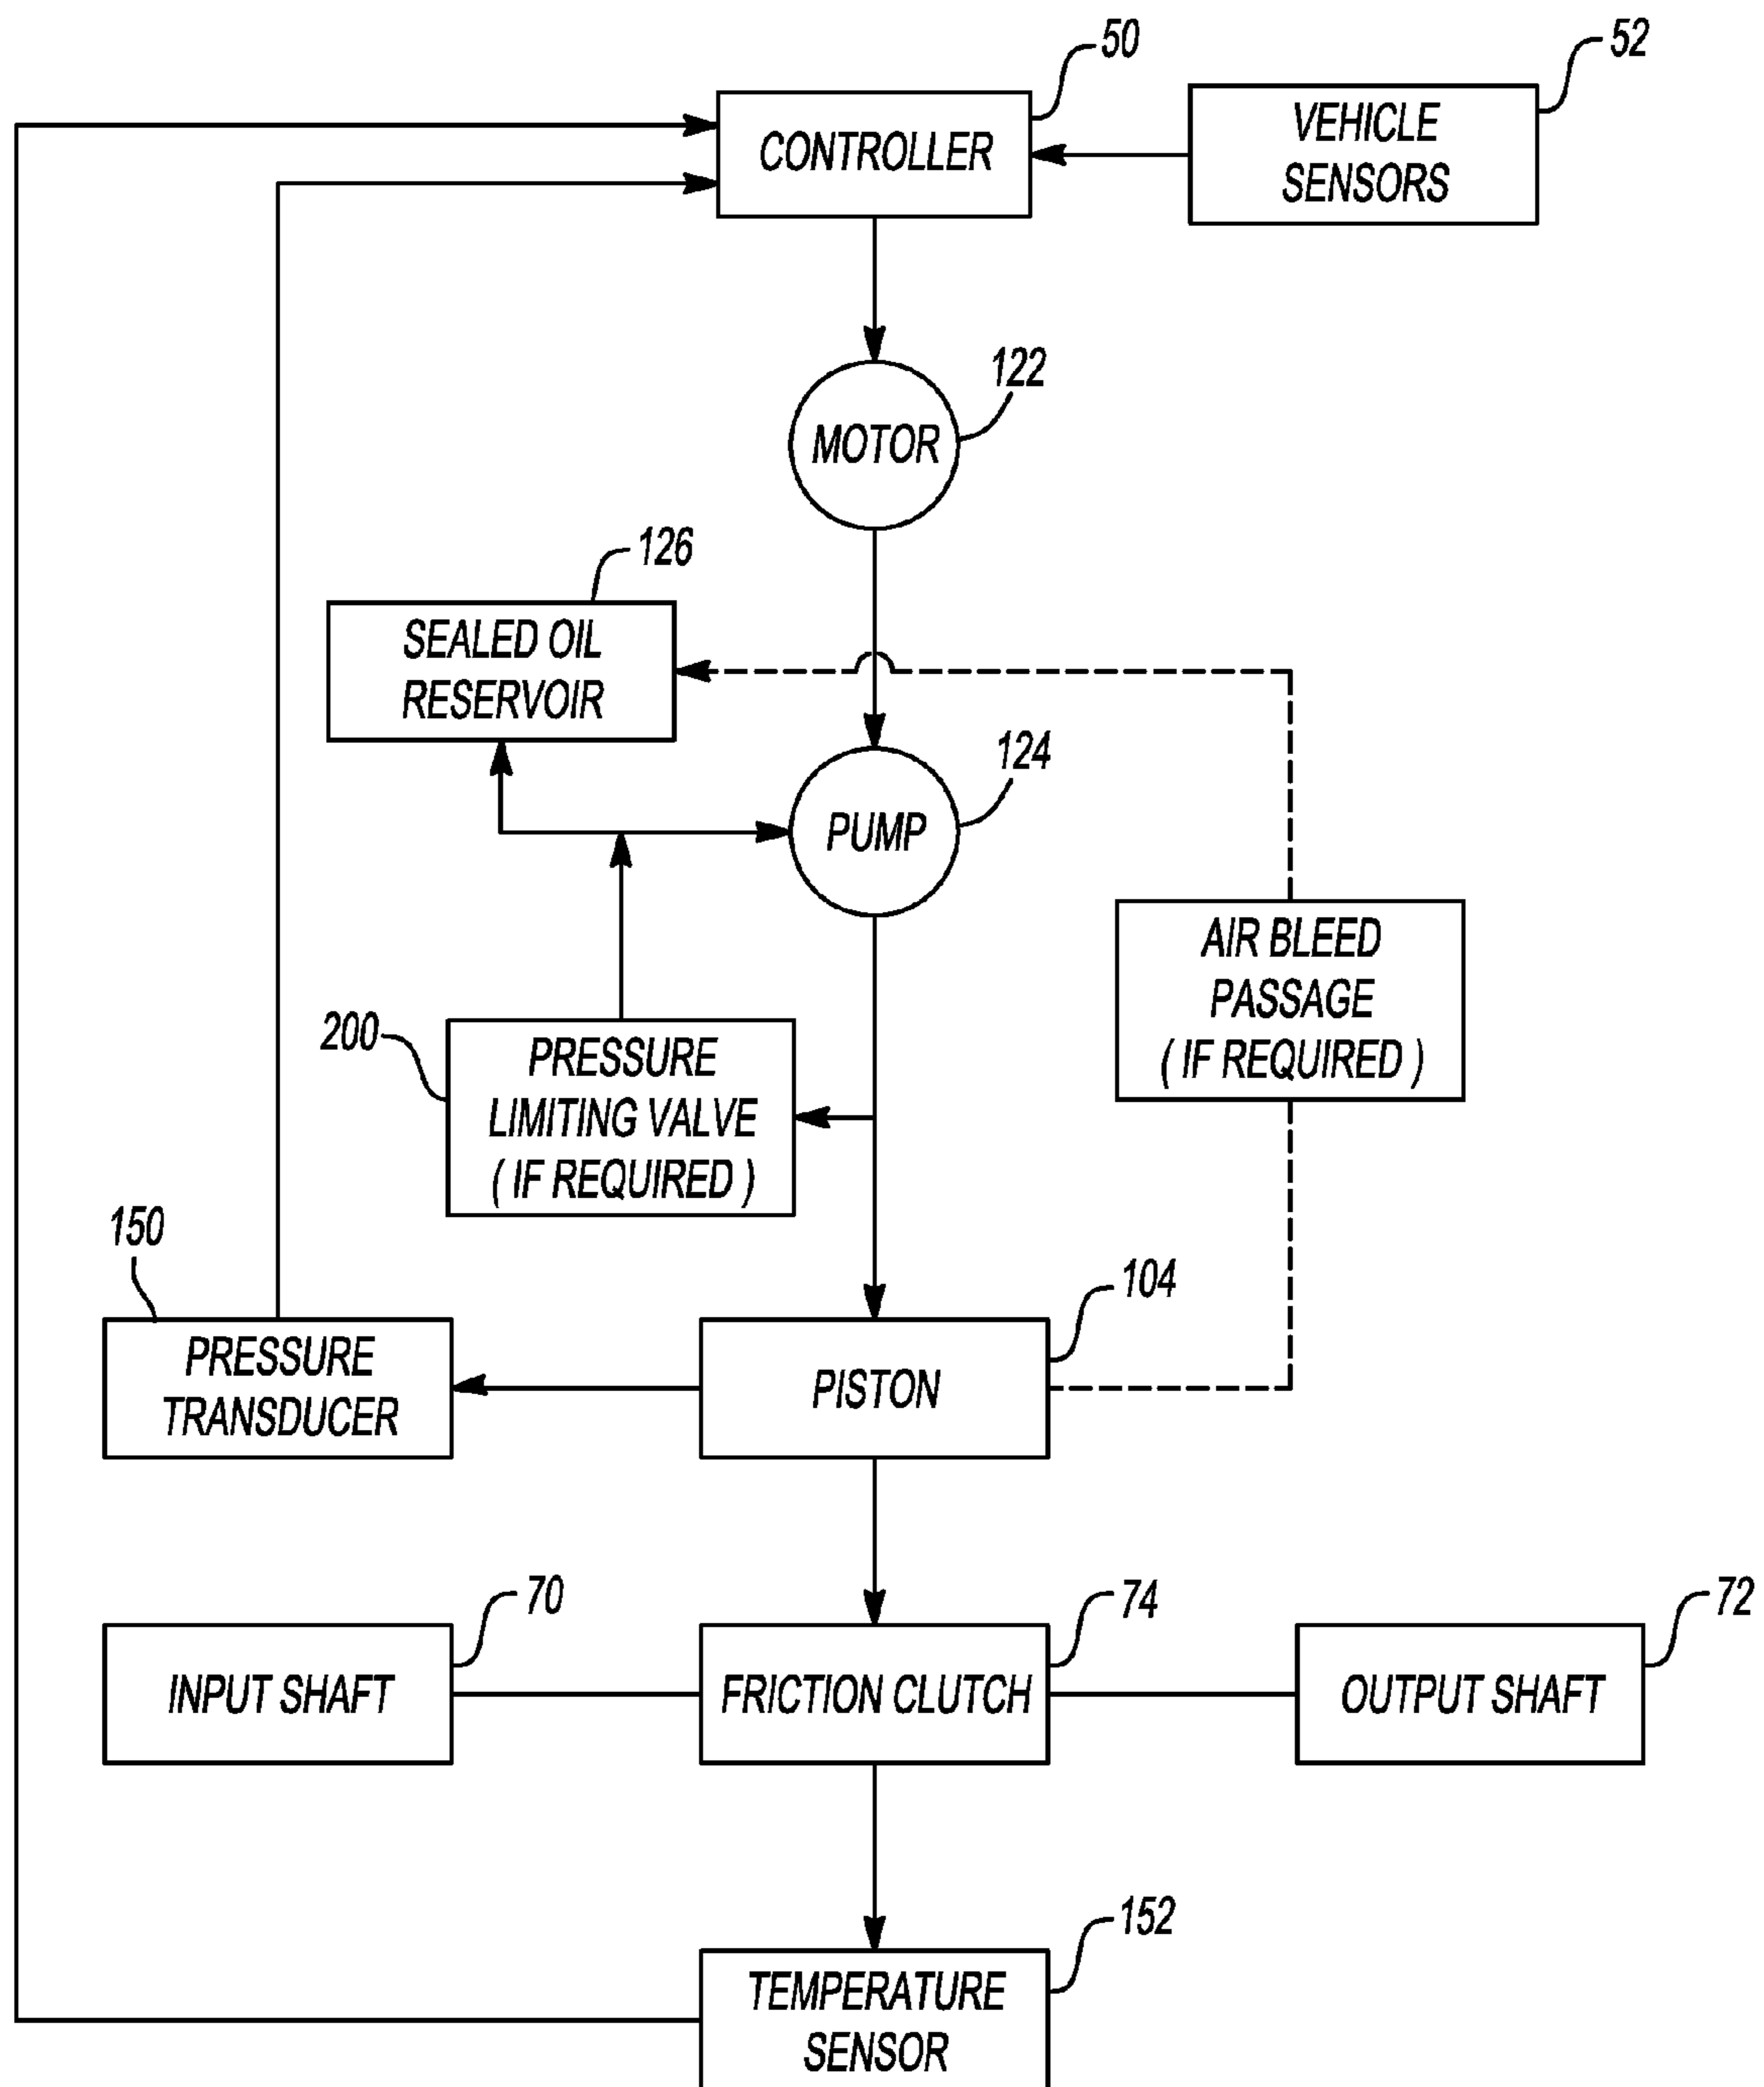 50
52
CONTROLLER
VEHICLE
SENSORS
122
MOTOR
126
SEALED OIL
RESERVOIR
124
PUMP
AIR BLEED
PASSAGE
( IF REQUIRED )
200
PRESSURE
LIMITING VALVE
( IF REQUIRED )
150
104
PRESSURE
TRANSDUCER
PISTON
70
74
72
INPUT SHAFT
FRICTION CLUTCH
OUTPUT SHAFT
152
TEMPERATURE
SENSOR